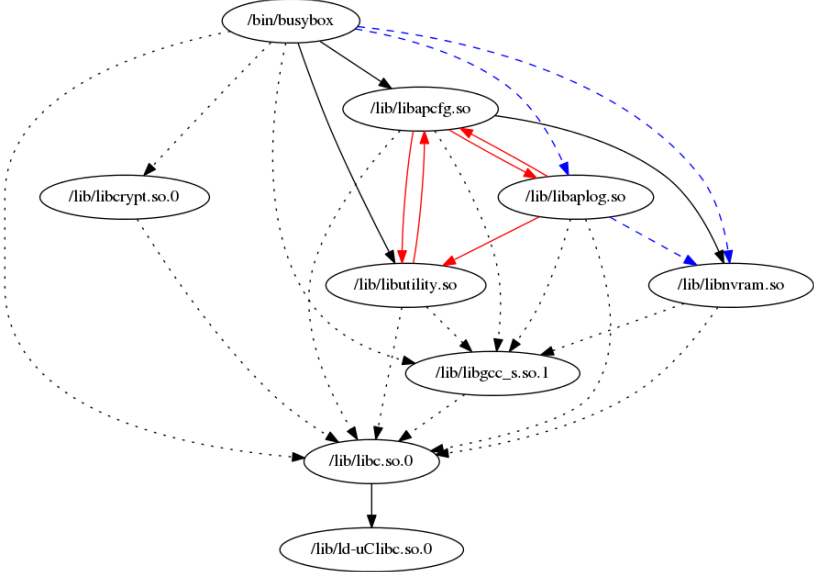 /bin/busybox
/lib/libapcfg.so
/lib/libcrypt.so.0
/lib/libaplog.so
/lib/libutility.so
/lib/libnvram.so
/lib/libgcc_s.so.1
/lib/libc.so.0
/lib/ld-uClibc.so.0